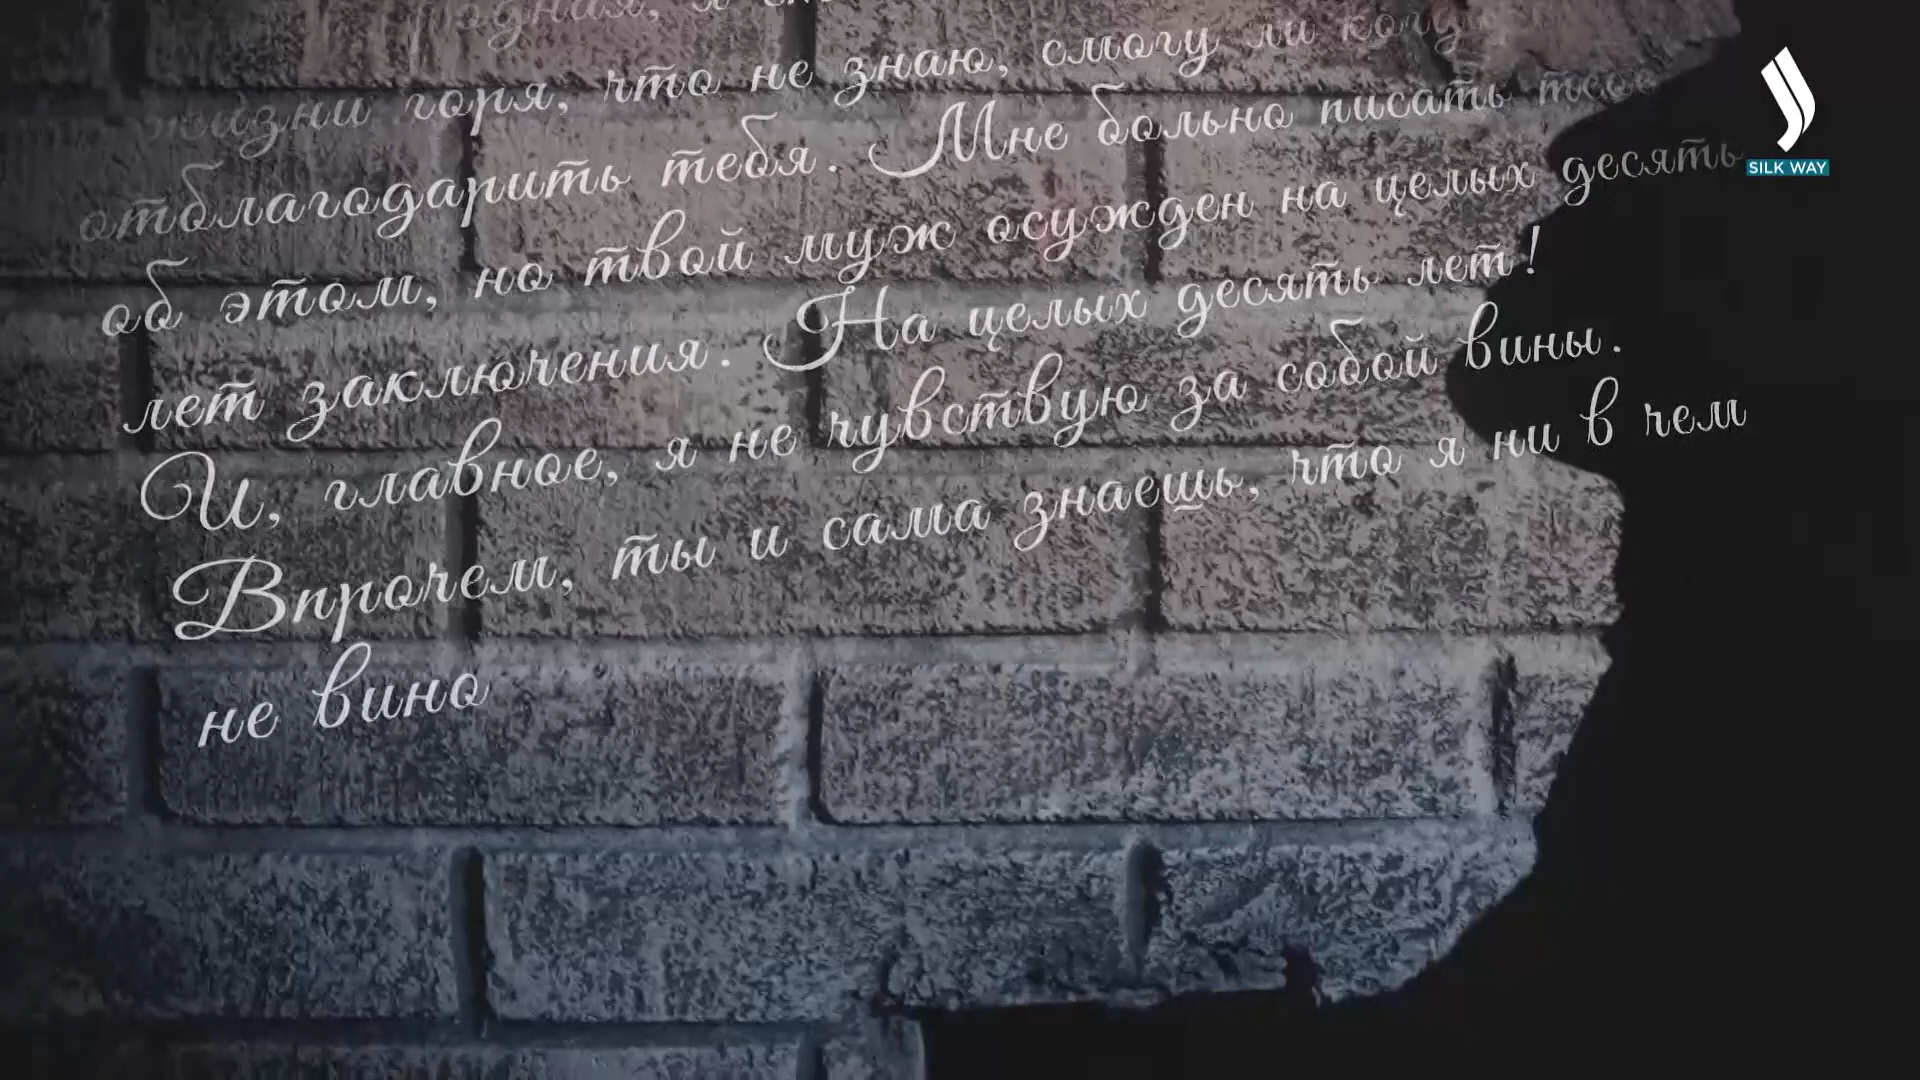 родная, я
жизни горя, что не знаю, смогу ли
отблагодарить тебя. Мне больно писать тебе
об этом, но твой муж осужден на целых десять
лет заключения. На целых десять лет!
И, главное, я не чувствую за собой вины.
Впрочем, ты и сама знаешь, что я ни в чем
не вино
SILK WAY